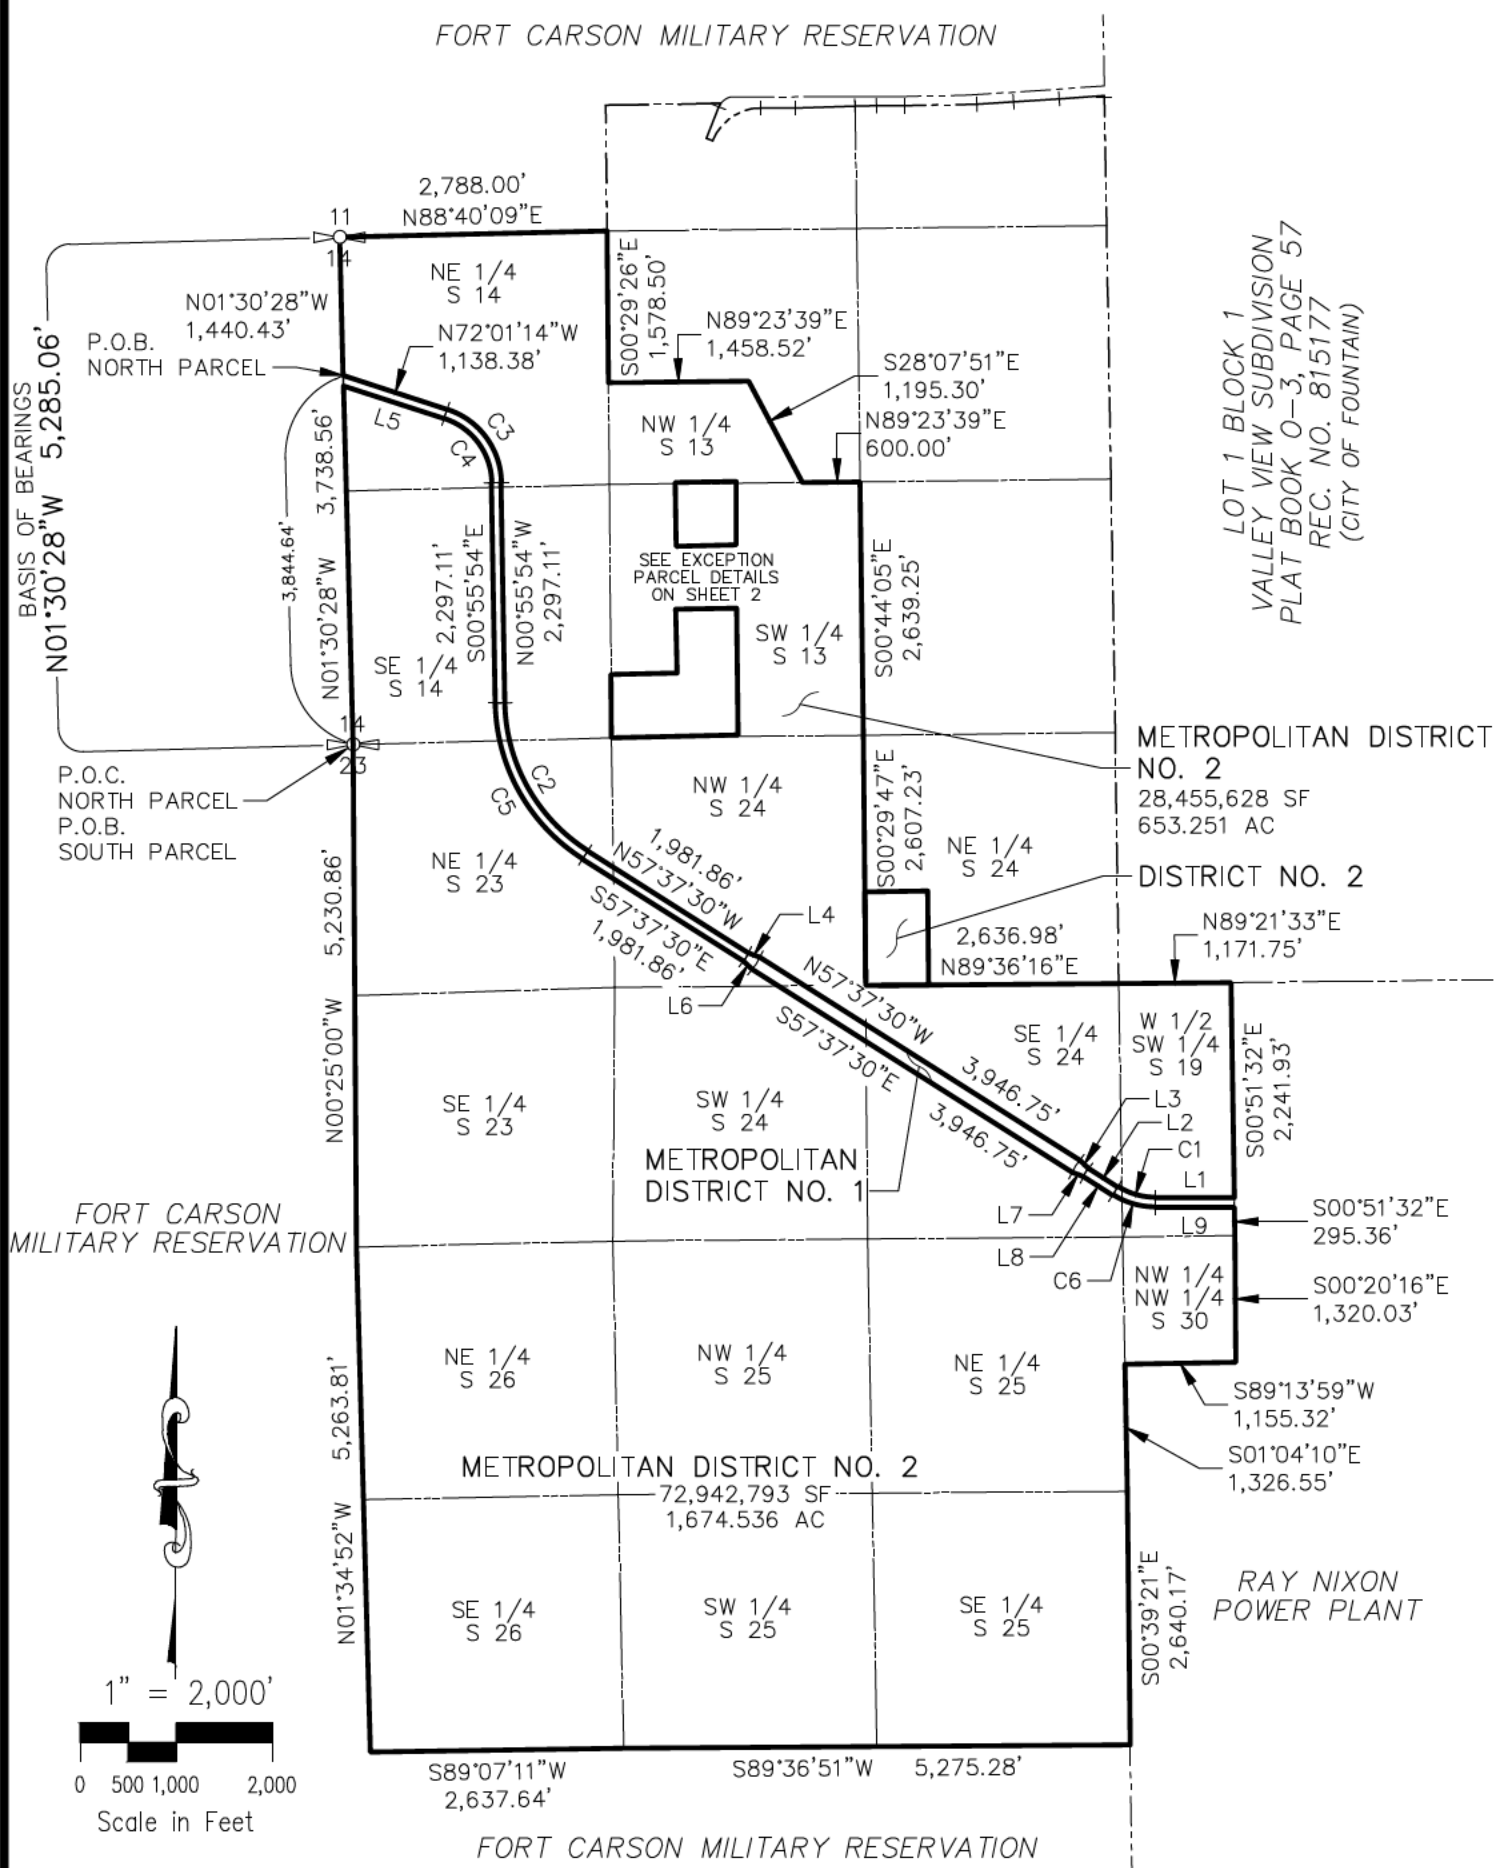 FORT CARSON MILITARY RESERVATION
2,788.00'
N88°40'09"E
11
14
NE 1/4
S 14
N01°30'28"W
1,440.43'
P.O.B.
NORTH PARCEL
N72°01'14"W
1,138.38'
S00°29'26"E
1,578.50'
N89°23'39"E
1,458.52'
S28°07'51"E
1,195.30'
N89°23'39"E
600.00'
NW 1/4
S 13
LOT 1 BLOCK 1
VALLEY VIEW SUBDIVISION
PLAT BOOK O-3, PAGE 57
REC. NO. 815177
(CITY OF FOUNTAIN)
BASIS OF BEARINGS
N01°30'28"W 5,285.06'
L5
C3
C4
3,738.56'
N01°30'28"W
3,844.64'
2,297.11'
S00°55'54"E
N00°55'54"W
2,297.11'
SEE EXCEPTION
PARCEL DETAILS
ON SHEET 2
SW 1/4
S 13
S00°44'05"E
2,639.25'
SE 1/4
S 14
14
23
P.O.C.
NORTH PARCEL
P.O.B.
SOUTH PARCEL
METROPOLITAN DISTRICT
NO. 2
28,455,628 SF
653.251 AC
C2
C5
NW 1/4
S 24
S00°29'47"E
2,607.23'
NE 1/4
S 24
DISTRICT NO. 2
NE 1/4
S 23
5,230.86'
N00°25'00"W
1,981.86'
N57°37'30"W
S57°37'30"E
1,981.86'
L4
L6
2,636.98'
N89°36'16"E
N89°21'33"E
1,171.75'
N57°37'30"W
3,946.75'
S57°37'30"E
3,946.75'
SE 1/4
S 24
W 1/2
SW 1/4
S 19
S00°51'32"E
2,241.93'
SE 1/4
S 23
SW 1/4
S 24
METROPOLITAN
DISTRICT NO. 1
L3
L2
C1
L1
L7
L8
C6
L9
S00°51'32"E
295.36'
FORT CARSON
MILITARY RESERVATION
NW 1/4
NW 1/4
S 30
S00°20'16"E
1,320.03'
NE 1/4
S 26
NW 1/4
S 25
NE 1/4
S 25
S89°13'59"W
1,155.32'
S01°04'10"E
1,326.55'
5,263.81'
N01°34'52"W
METROPOLITAN DISTRICT NO. 2
72,942,793 SF
1,674.536 AC
SE 1/4
S 26
SW 1/4
S 25
SE 1/4
S 25
S00°39'21"E
2,640.17'
RAY NIXON
POWER PLANT
1" = 2,000'
0 500 1,000 2,000
Scale in Feet
S89°07'11"W
2,637.64'
S89°36'51"W 5,275.28'
FORT CARSON MILITARY RESERVATION